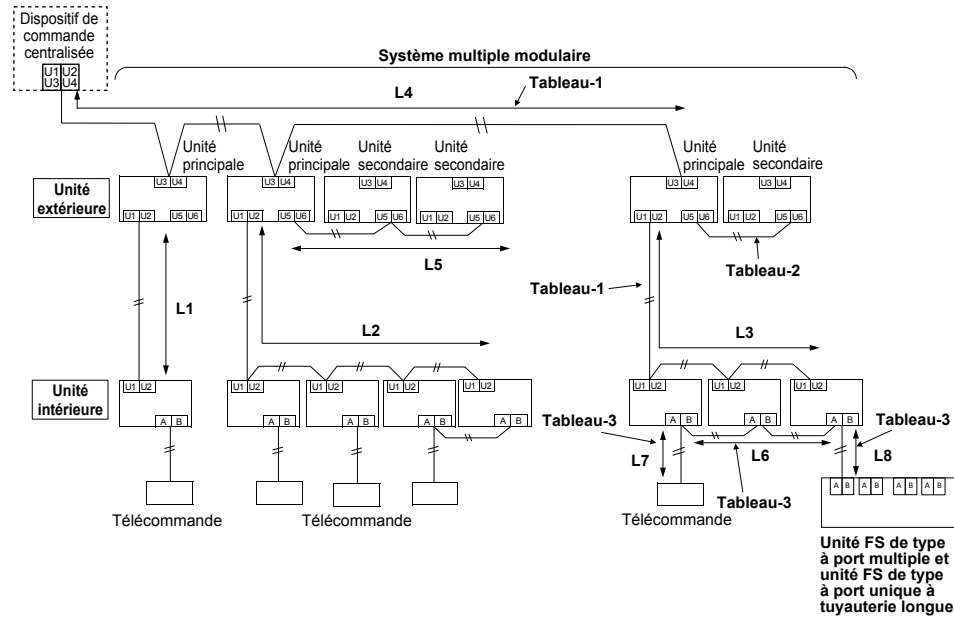 Dispositif de
commande
centralisée
U1 U2
U3 U4
Système multiple modulaire
L4
Tableau-1
Unité
principale
Unité
principale
Unité
secondaire
Unité
secondaire
Unité
principale
Unité
secondaire
Unité
extérieure
U3 U4
U3 U4
U3 U4
U3 U4
U3 U4
U3 U4
U1 U2
U5 U6
U1 U2
U5 U6
U1 U2
U5 U6
U1 U2
U5 U6
U1 U2
U5 U6
U1 U2
U5 U6
L5
Tableau-2
Tableau-1
L1
L2
L3
Unité
intérieure
U1 U2
U1 U2
U1 U2
U1 U2
U1 U2
U1 U2
U1 U2
U1 U2
A B
A B
A B
A B
A B
A B
A B
A B
Tableau-3
L7
L6
Tableau-3
L8
Tableau-3
A B
A B
A B
A B
Télécommande
Télécommande
Télécommande
Unité FS de type
à port multiple et
unité FS de type
à port unique à
tuyauterie longue